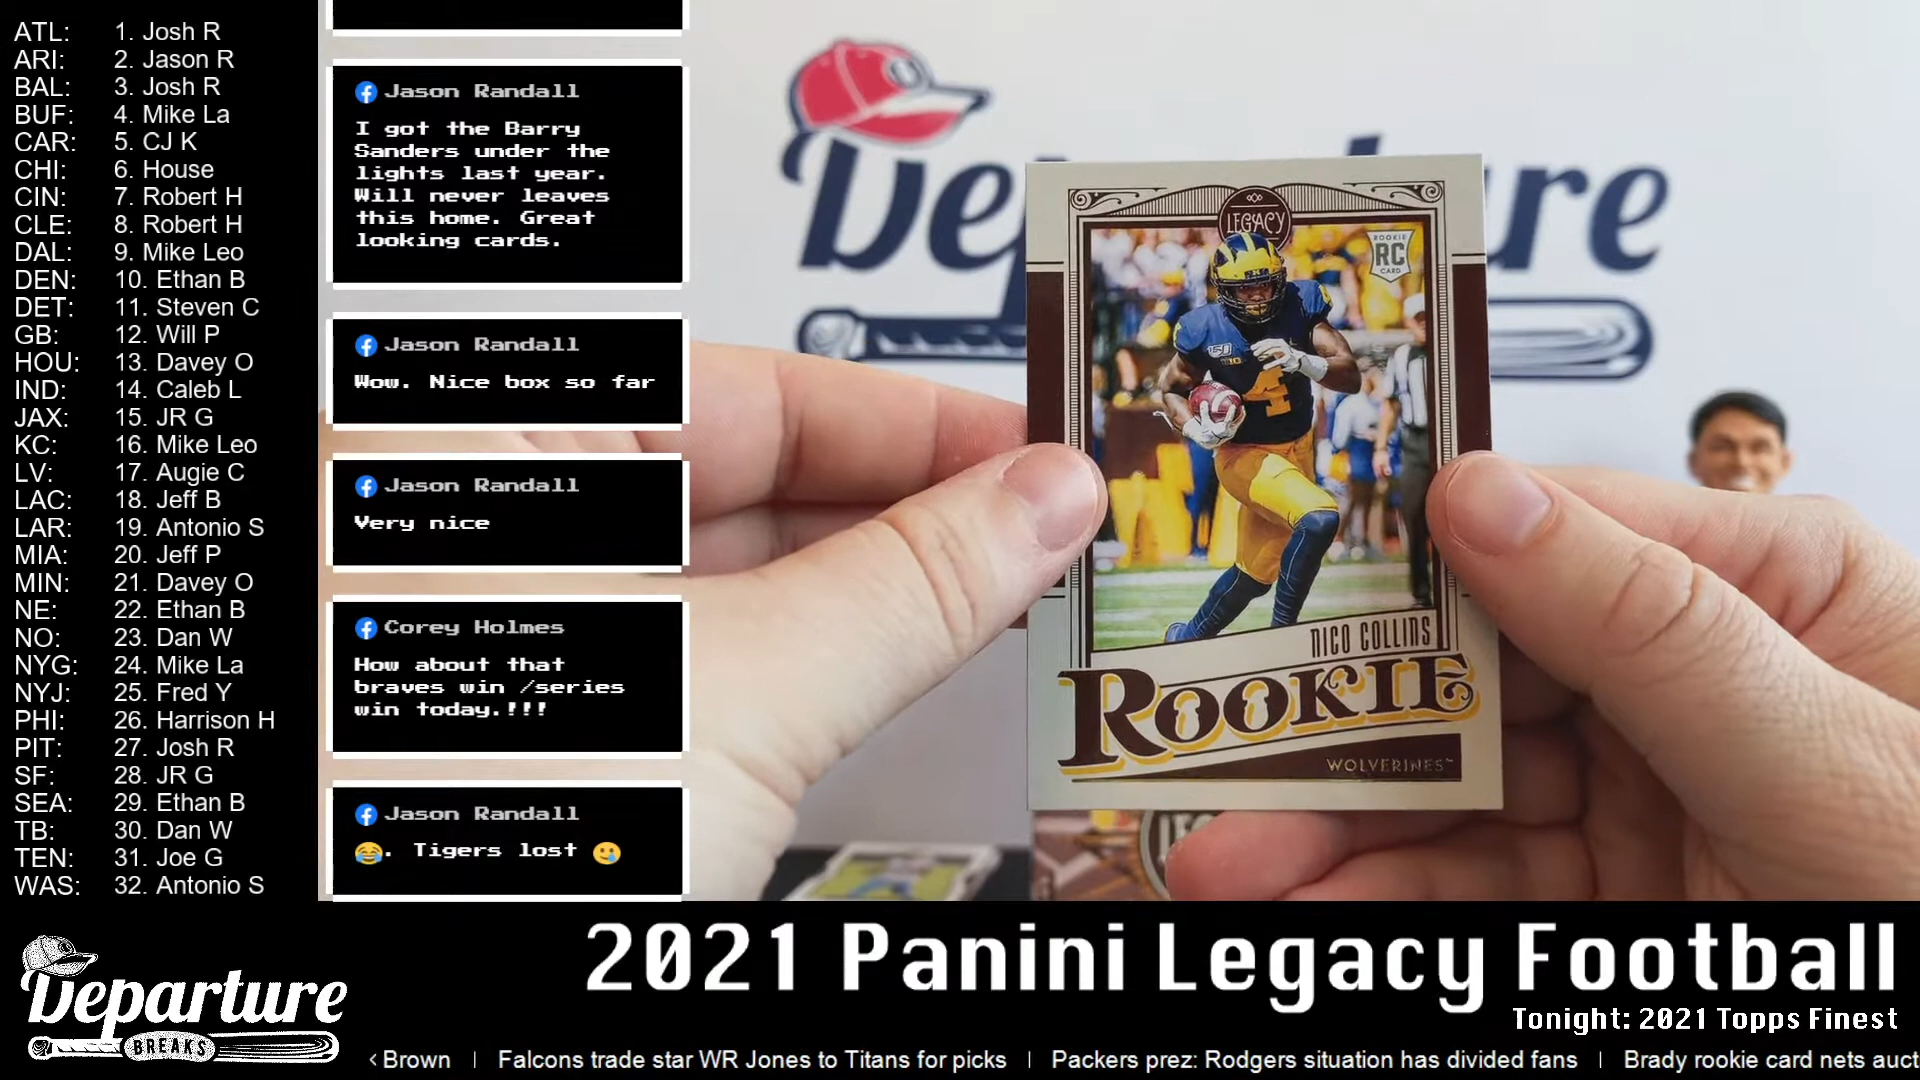 ATL: 1. Josh R
ARI: 2. Jason R
BAL: 3. Josh R
BUF: 4. Mike La
CAR: 5. CJ K
CHI: 6. House
CIN: 7. Robert H
CLE: 8. Robert H
DAL: 9. Mike Leo
DEN: 10. Ethan B
DET: 11. Steven C
GB: 12. Will P
HOU: 13. Davey O
IND: 14. Caleb L
JAX: 15. JR G
KC: 16. Mike Leo
LV: 17. Augie C
LAC: 18. Jeff B
LAR: 19. Antonio S
MIA: 20. Jeff P
MIN: 21. Davey O
NE: 22. Ethan B
NO: 23. Dan W
NYG: 24. Mike La
NYJ: 25. Fred Y
PHI: 26. Harrison H
PIT: 27. Josh R
SF: 28. JR G
SEA: 29. Ethan B
TB: 30. Dan W
TEN: 31. Joe G
WAS: 32. Antonio S
Jason Randall
I got the Barry
Sanders under the
lights last year.
Will never leaves
this home. Great
looking cards.
Jason Randall
Wow. Nice box so far
Jason Randall
Very nice
Corey Holmes
How about that
braves win /series
win today.!!!
Jason Randall
😂. Tigers lost 🥲
LEGACY
ROOKIE
RC
CARD
150
4
NICO COLLINS
ROOKIE
WOLVERINES™
Departure
BREAKS
2021 Panini Legacy Football
Tonight: 2021 Topps Finest
‹ Brown | Falcons trade star WR Jones to Titans for picks | Packers prez: Rodgers situation has divided fans | Brady rookie card nets auct